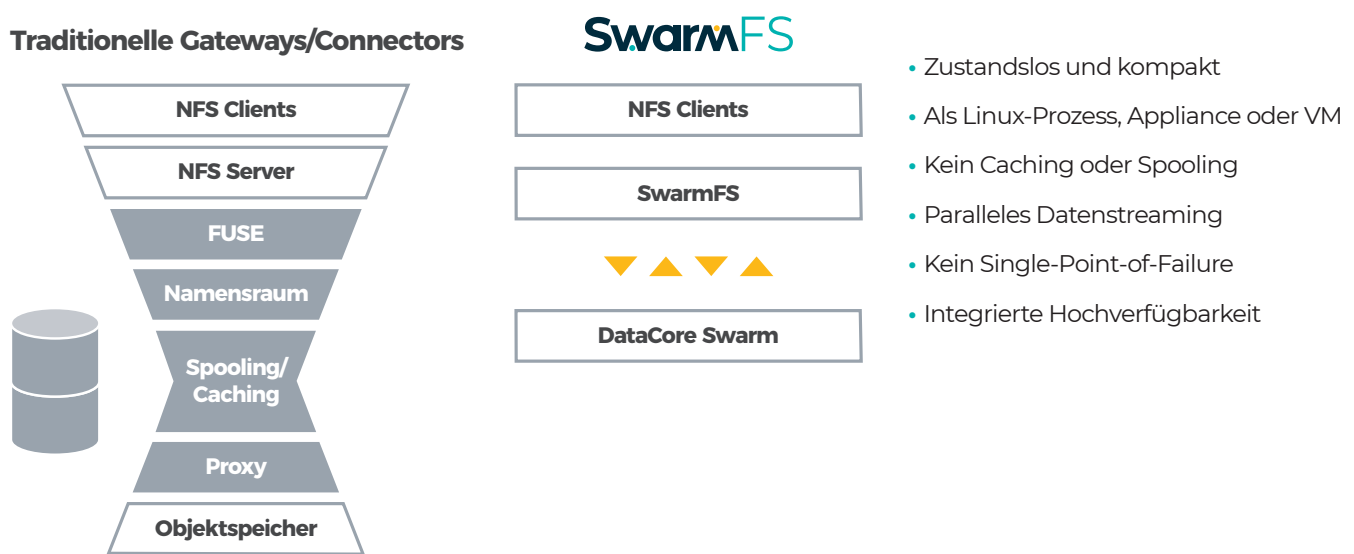 Traditionelle Gateways/Connectors
NFS Clients
NFS Server
FUSE
Namensraum
Spooling/
Caching
Proxy
Objektspeicher
SwarmFS
NFS Clients
SwarmFS
DataCore Swarm
• Zustandslos und kompakt
• Als Linux-Prozess, Appliance oder VM
• Kein Caching oder Spooling
• Paralleles Datenstreaming
• Kein Single-Point-of-Failure
• Integrierte Hochverfügbarkeit